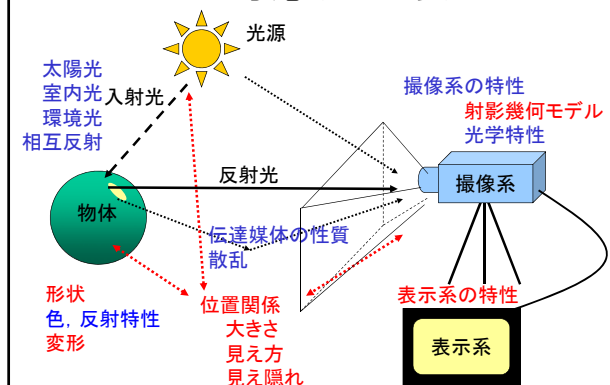 光源
太陽光
室内光
環境光
相互反射
入射光
撮像系の特性
射影幾何モデル
光学特性
反射光
撮像系
物体
伝達媒体の性質
散乱
形状
色，反射特性
変形
位置関係
大きさ
見え方
見え隠れ
表示系の特性
表示系